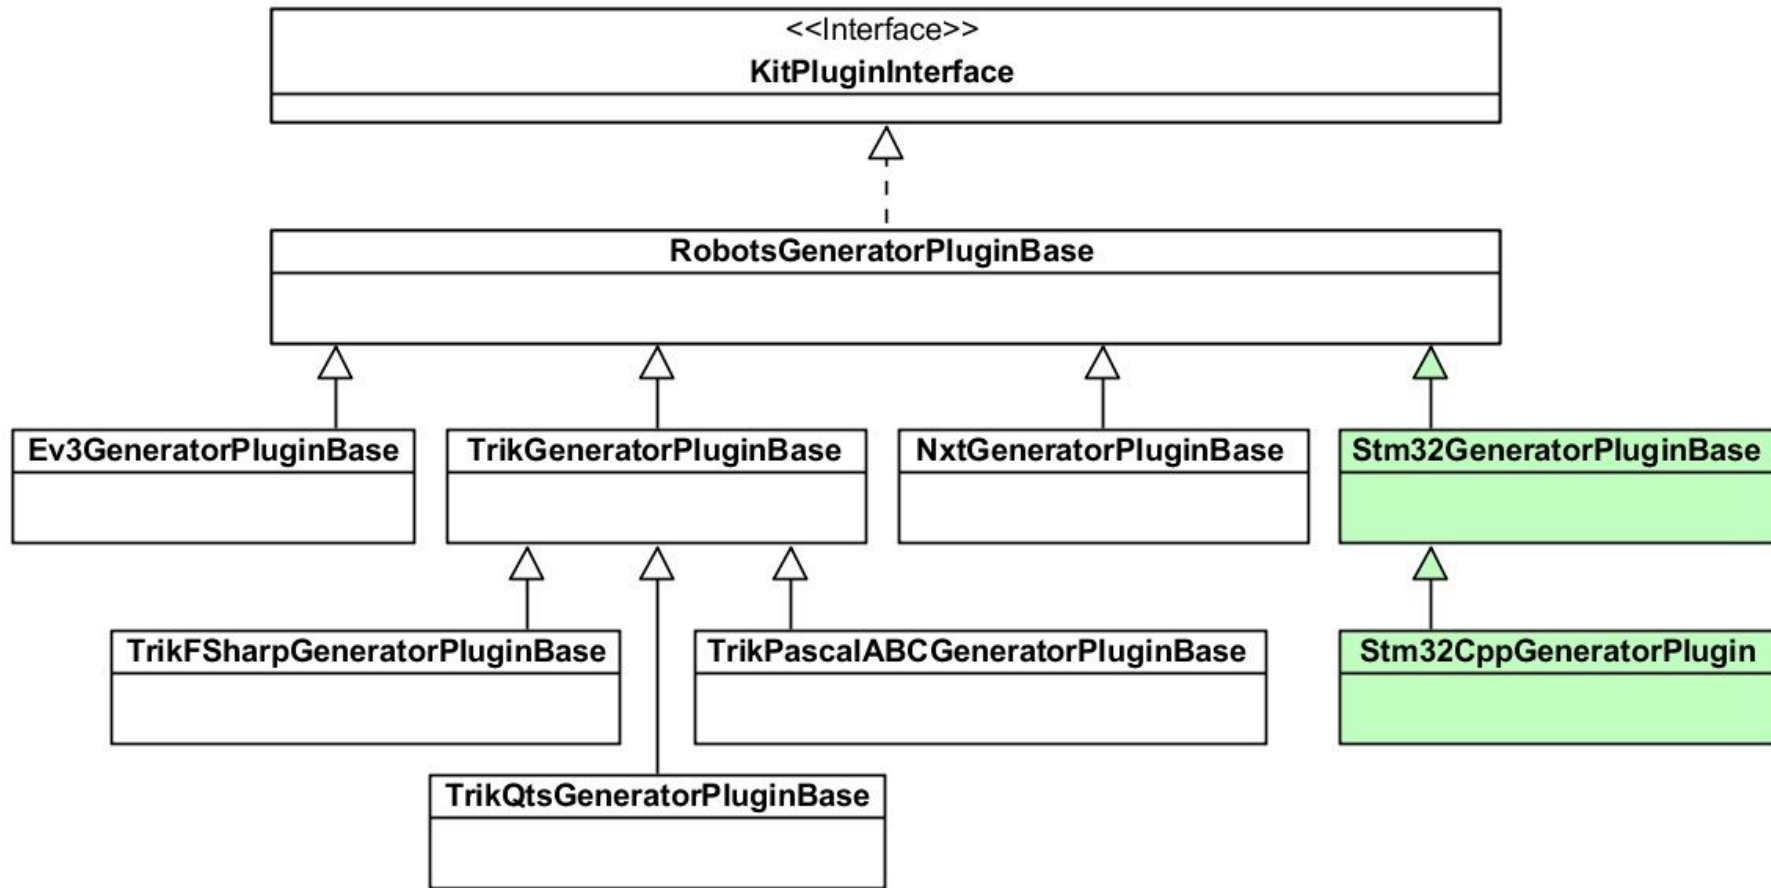 <<Interface>>
KitPluginInterface
RobotsGeneratorPluginBase
Ev3GeneratorPluginBase
TrikGeneratorPluginBase
NxtGeneratorPluginBase
Stm32GeneratorPluginBase
TrikFSharpGeneratorPluginBase
TrikPascalABCGeneratorPluginBase
Stm32CppGeneratorPlugin
TrikQtsGeneratorPluginBase